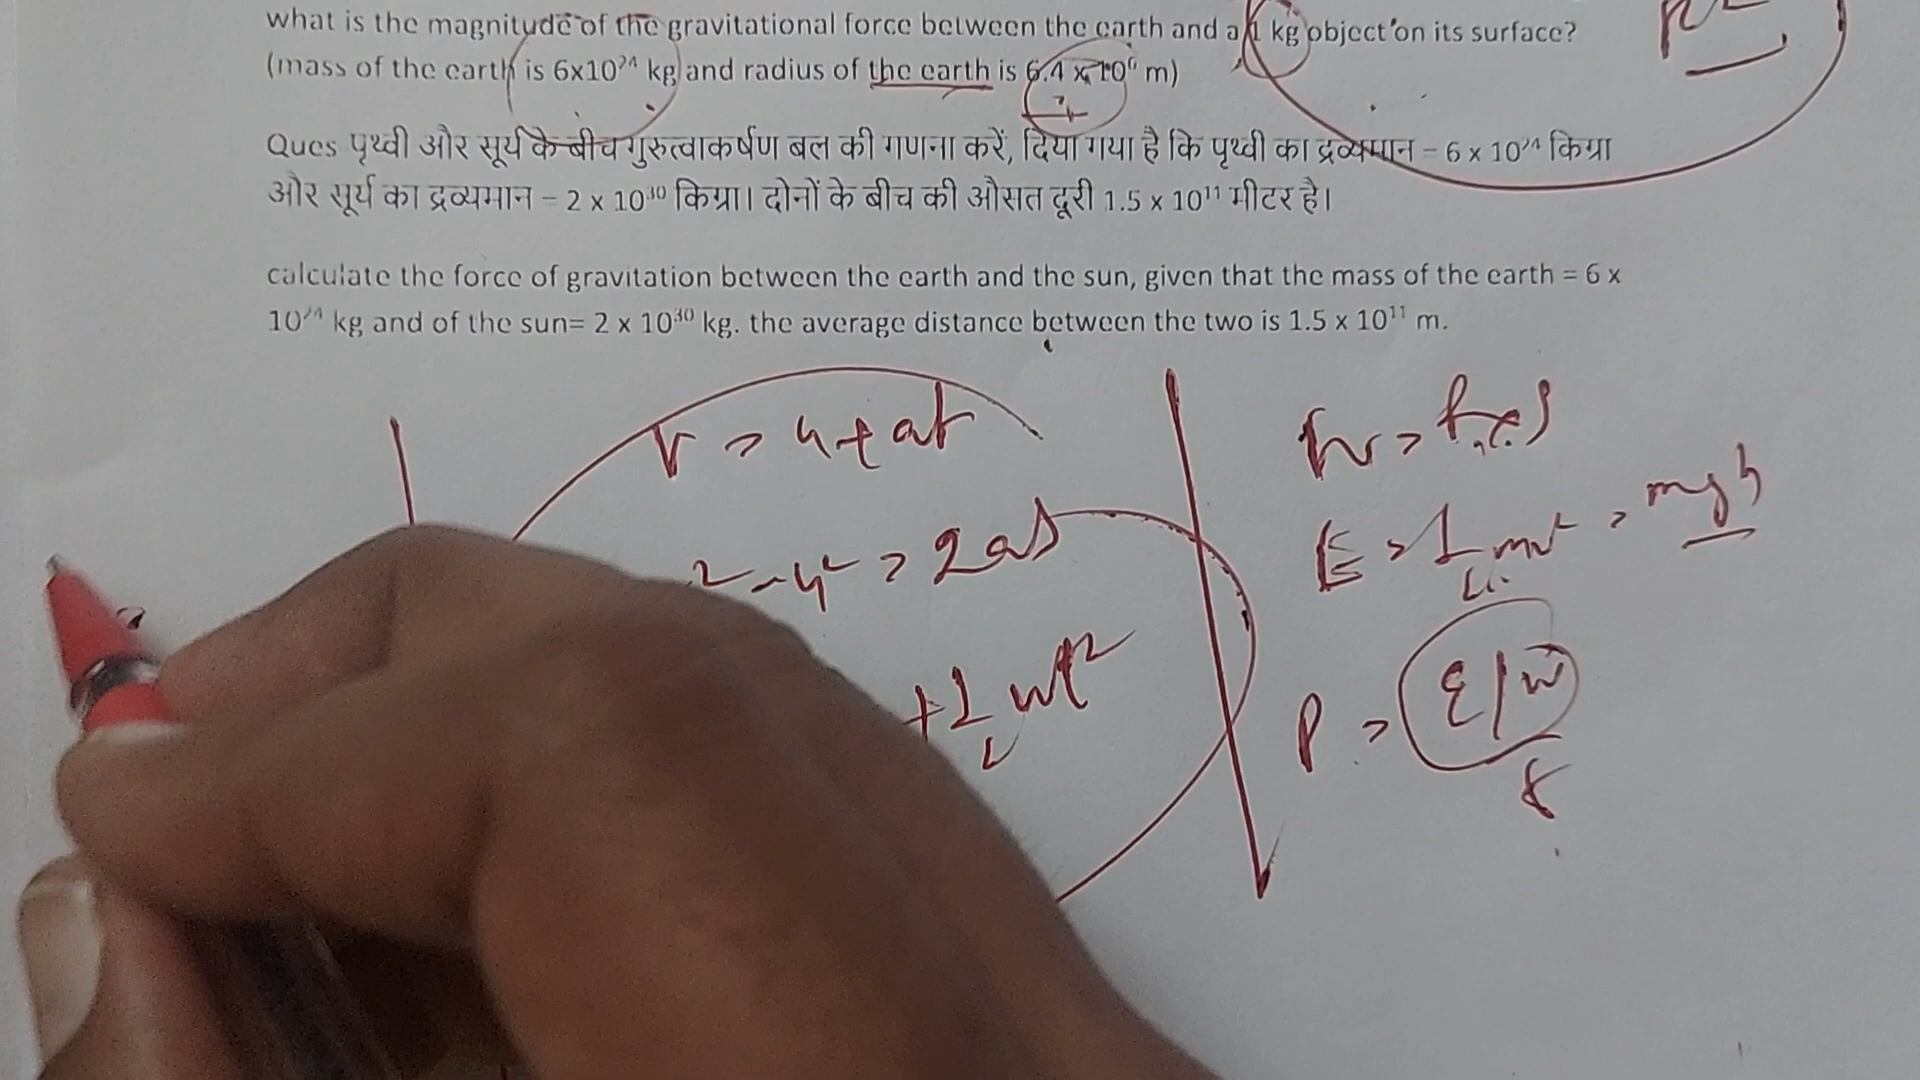 what is the magnitude of the gravitational force between the earth and a 1 kg object on its surface?
(mass of the earth is 6x10²⁴ kg and radius of the earth is 6.4 x 10⁶ m)
Ques पृथ्वी और सूर्य के बीच गुरुत्वाकर्षण बल की गणना करें, दिया गया है कि पृथ्वी का द्रव्यमान = 6 x 10²⁴ किग्रा
और सूर्य का द्रव्यमान = 2 x 10³⁰ किग्रा। दोनों के बीच की औसत दूरी 1.5 x 10¹¹ मीटर है।
calculate the force of gravitation between the earth and the sun, given that the mass of the earth = 6 x
10²⁴ kg and of the sun= 2 x 10³⁰ kg. the average distance between the two is 1.5 x 10¹¹ m.
v = u + at
² - u² = 2as
mgh
P = E/w